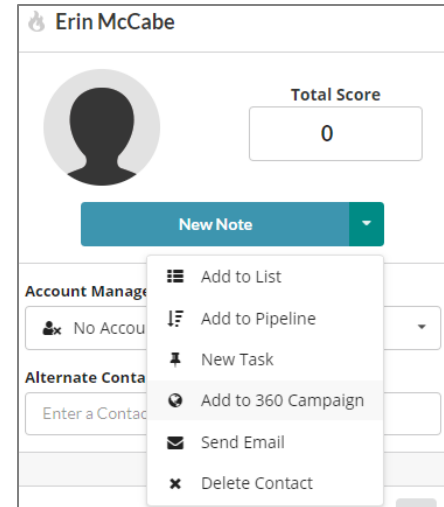 Erin McCabe
Total Score
0
New Note
Add to List
Account Manage
Add to Pipeline
No Accou
New Task
Alternate Conta
Add to 360 Campaign
Enter a Contac
Send Email
Delete Contact